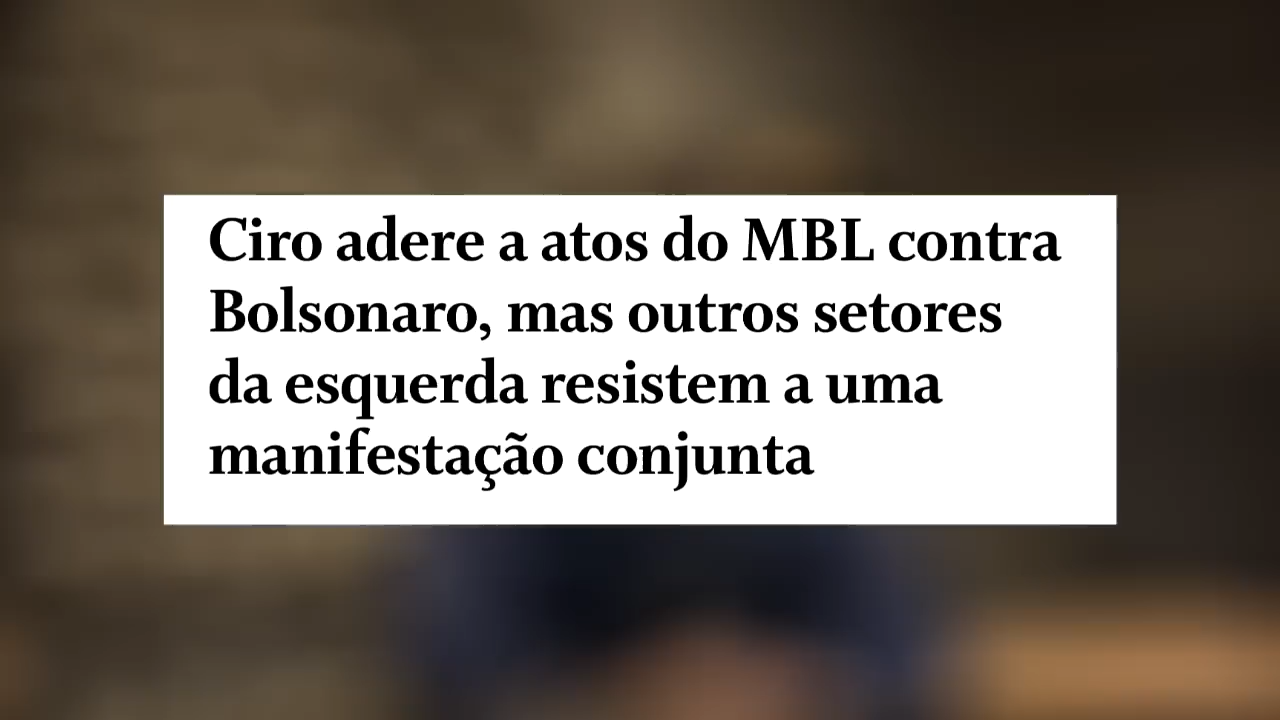 Ciro adere a atos do MBL contra
Bolsonaro, mas outros setores
da esquerda resistem a uma
manifestação conjunta